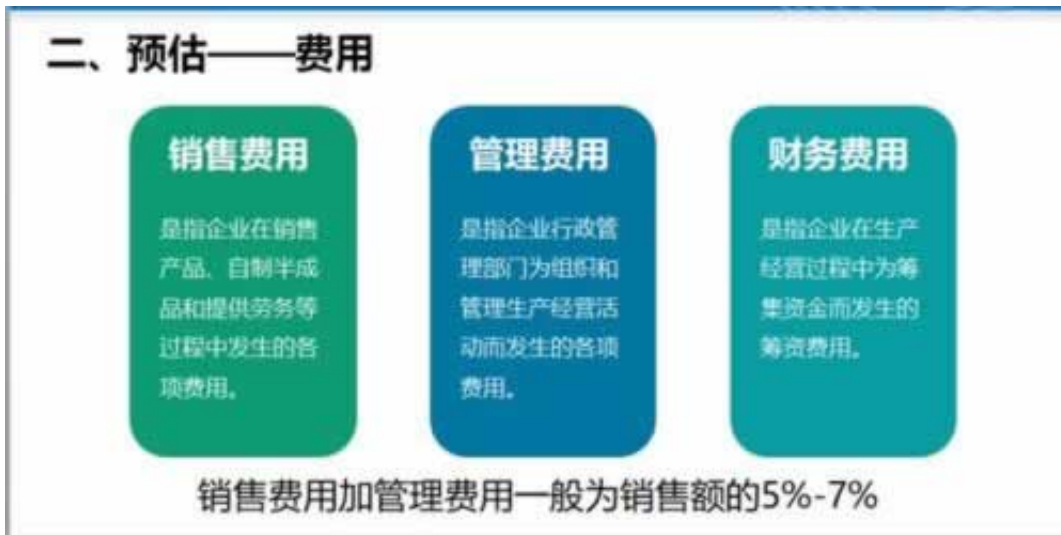 二、预估——费用
销售费用
是指企业在销售
产品、自制半成
品和提供劳务等
过程中发生的各
项费用。
管理费用
是指企业行政管
理部门为组织和
管理生产经营活
动而发生的各项
费用。
财务费用
是指企业在生产
经营过程中为筹
集资金而发生的
筹资费用。
销售费用加管理费用一般为销售额的5%-7%